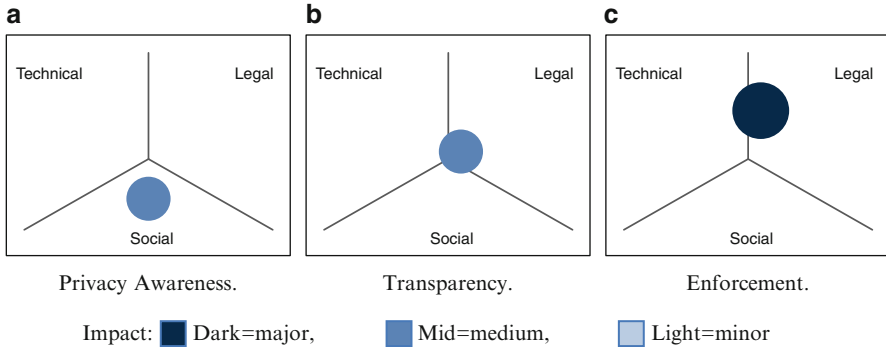 a b c
Technical Legal Technical Legal Technical Legal
Social Social Social
Privacy Awareness. Transparency. Enforcement.
Impact: Dark=major, Mid=medium, Light=minor